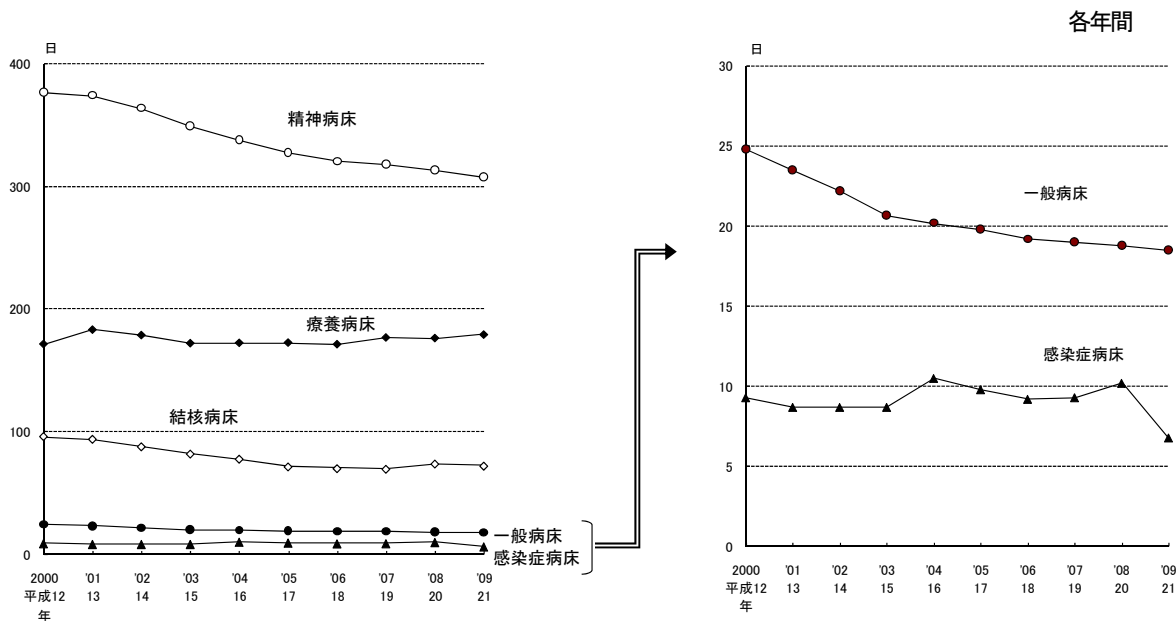 各年間
日
400
300
200
100
0
精神病床
療養病床
結核病床
一般病床
感染症病床
2000 '01 '02 '03 '04 '05 '06 '07 '08 '09
平成12 13 14 15 16 17 18 19 20 21
年
日
30
25
20
15
10
5
0
一般病床
感染症病床
2000 '01 '02 '03 '04 '05 '06 '07 '08 '09
平成12 13 14 15 16 17 18 19 20 21
年